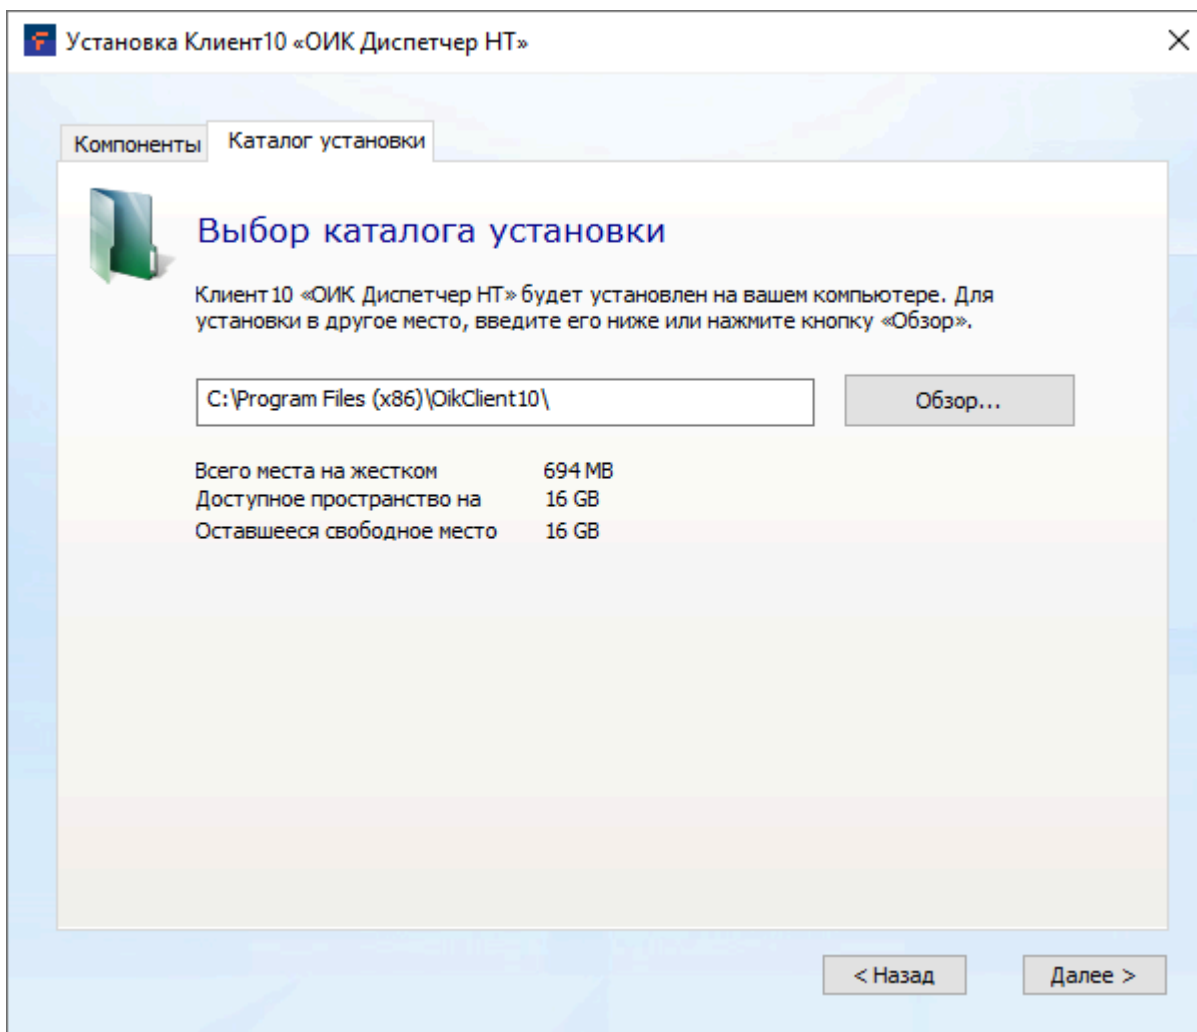 Установка Клиент10 «ОИК Диспетчер НТ»
Компоненты
Каталог установки
Выбор каталога установки
Клиент10 «ОИК Диспетчер НТ» будет установлен на вашем компьютере. Для
установки в другое место, введите его ниже или нажмите кнопку «Обзор».
C:\Program Files (x86)\OikClient10\
Обзор...
Всего места на жестком 694 MB
Доступное пространство на 16 GB
Оставшееся свободное место 16 GB
< Назад
Далее >